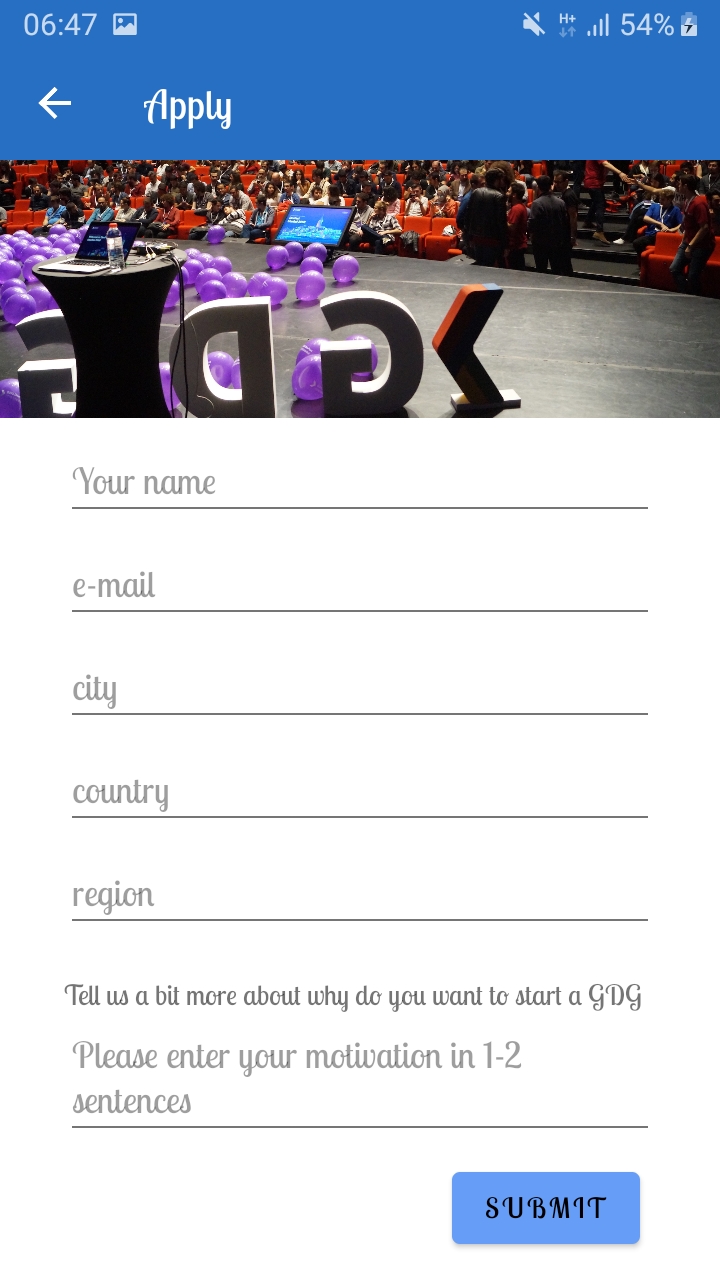 06:47 H+ 54%
Apply
GDG
Your name
e-mail
city
country
region
Tell us a bit more about why do you want to start a GDG
Please enter your motivation in 1-2
sentences
SUBMIT